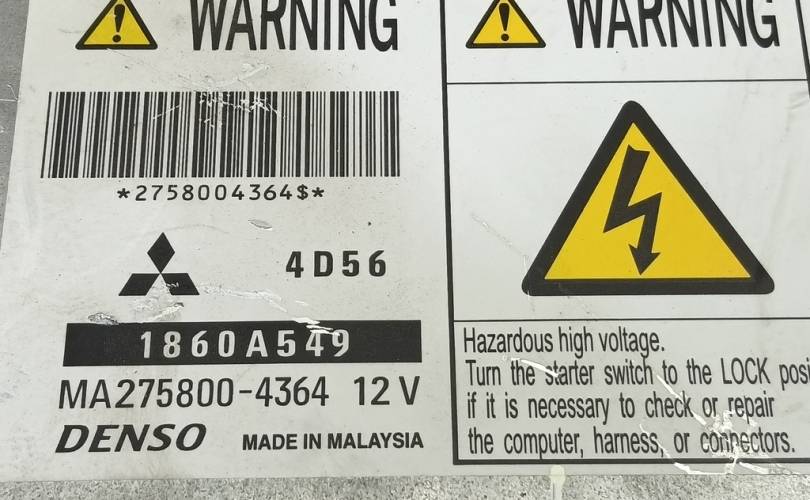 WARNING
*2758004364$*
4D56
1860A549
MA275800-4364 12V
DENSO MADE IN MALAYSIA
WARNING
Hazardous high voltage.
Turn the starter switch to the LOCK posi
if it is necessary to check or repair
the computer, harness, or connectors.